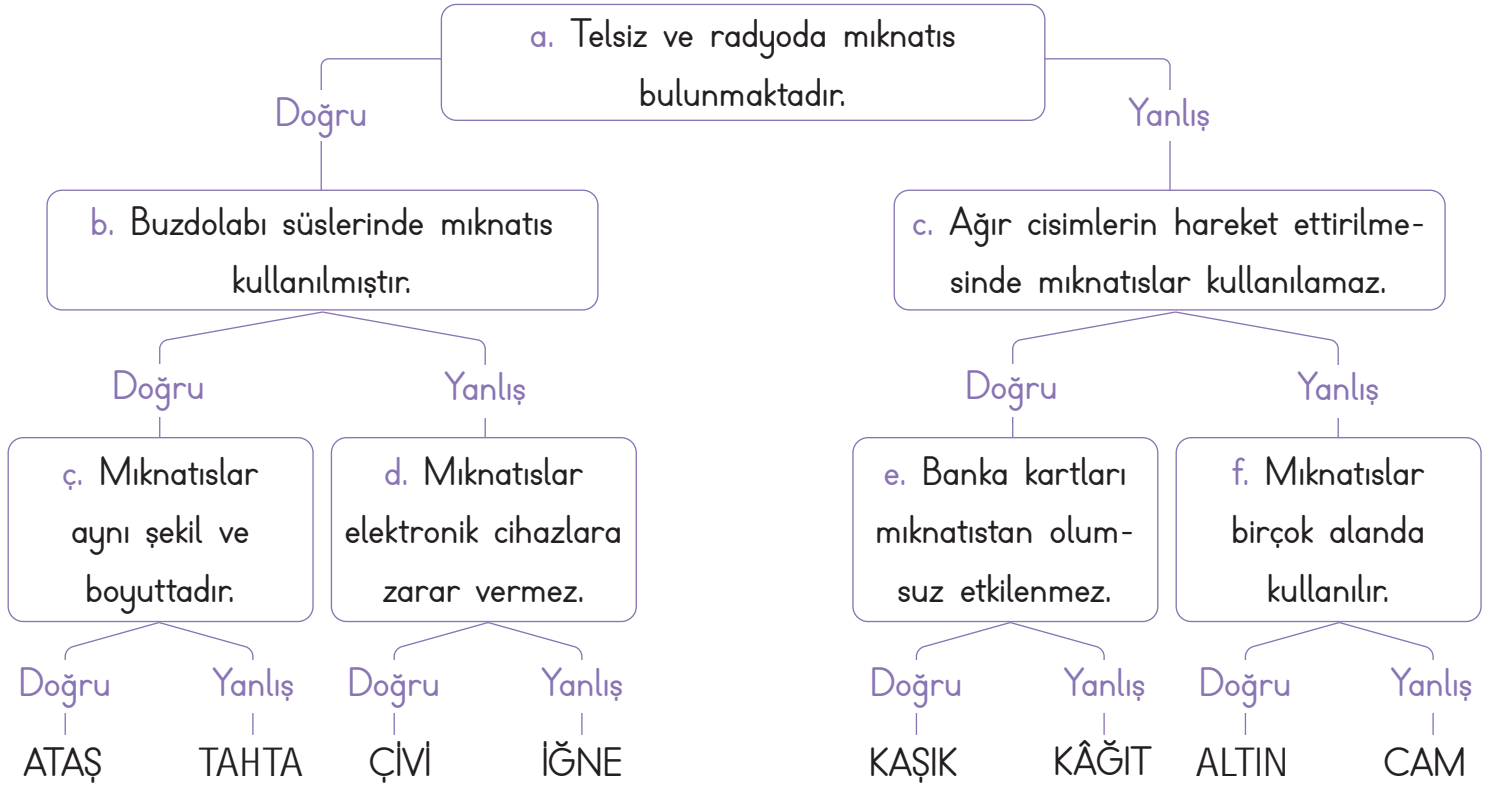 a. Telsiz ve radyoda mıknatıs
bulunmaktadır.
Doğru
Yanlış
b. Buzdolabı süslerinde mıknatıs
kullanılmıştır.
c. Ağır cisimlerin hareket ettirilme-
sinde mıknatıslar kullanılamaz.
Doğru
Yanlış
Doğru
Yanlış
ç. Mıknatıslar
aynı şekil ve
boyuttadır.
d. Mıknatıslar
elektronik cihazlara
zarar vermez.
e. Banka kartları
mıknatıstan olum-
suz etkilenmez.
f. Mıknatıslar
birçok alanda
kullanılır.
Doğru
Yanlış
Doğru
Yanlış
Doğru
Yanlış
Doğru
Yanlış
ATAŞ
TAHTA
ÇİVİ
İĞNE
KAŞIK
KÂĞIT
ALTIN
CAM